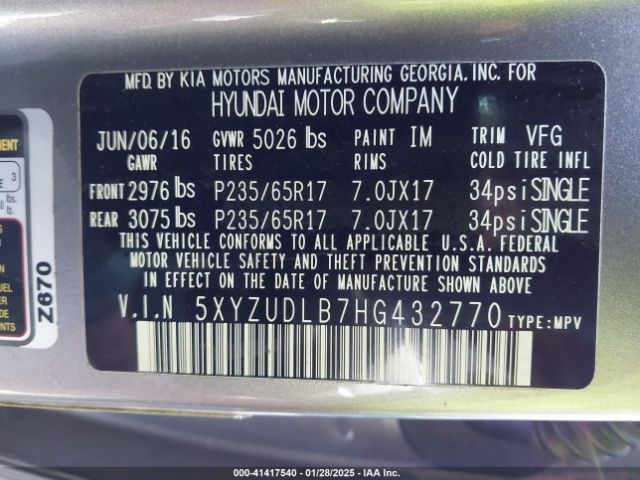 MFD. BY KIA MOTORS MANUFACTURING GEORGIA. INC. FOR
HYUNDAI MOTOR COMPANY
JUN/06/16 GVWR 5026 lbs PAINT IM TRIM VFG
GAWR TIRES RIMS COLD TIRE INFL
FRONT 2976 lbs P235/65R17 7.0JX17 34psi SINGLE
REAR 3075 lbs P235/65R17 7.0JX17 34psi SINGLE
THIS VEHICLE CONFORMS TO ALL APPLICABLE U.S.A. FEDERAL
MOTOR VEHICLE SAFETY BUMPER, AND THEFT PREVENTION STANDARDS
IN EFFECT ON THE DATE OF MANUFACTURE SHOWN ABOVE.
V.I.N 5XYZUDLB7HG432770 TYPE: MPV
Z670
3
lb.
000-41417540 - 01/28/2025 - IAA Inc.